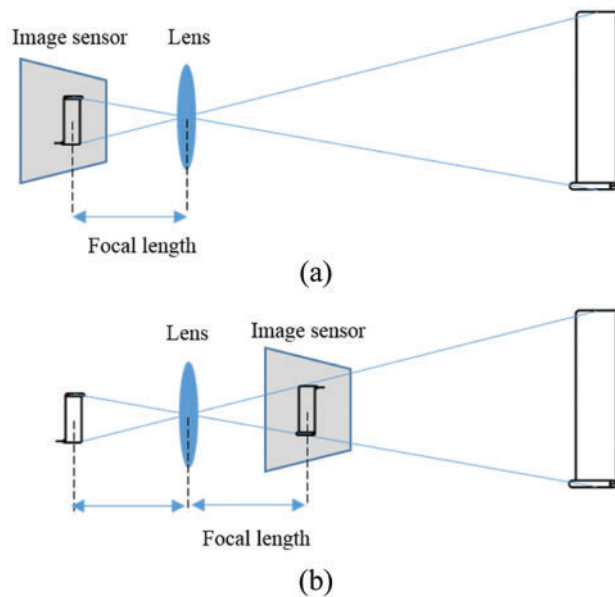 Image sensor
Lens
Focal length
(a)
Lens
Image sensor
Focal length
(b)